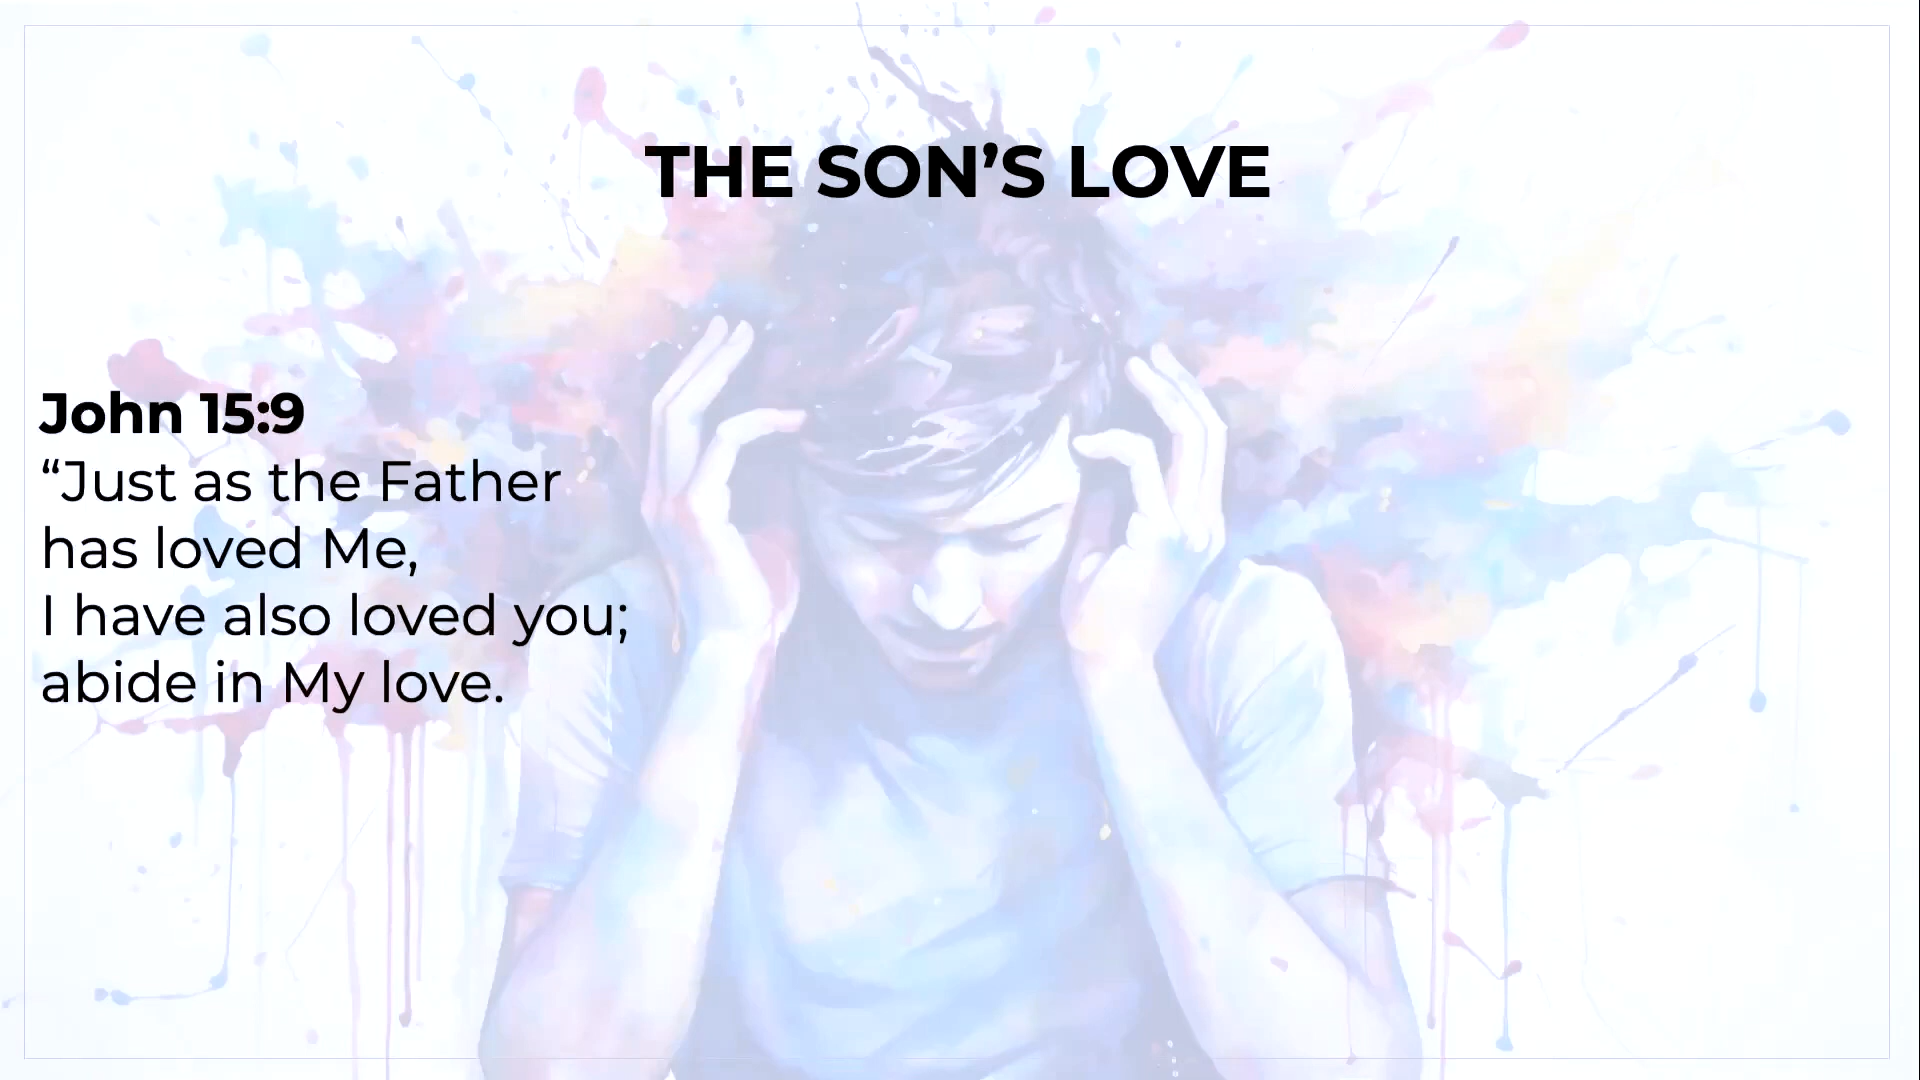 THE SON’S LOVE
John 15:9
“Just as the Father
has loved Me,
I have also loved you;
abide in My love.